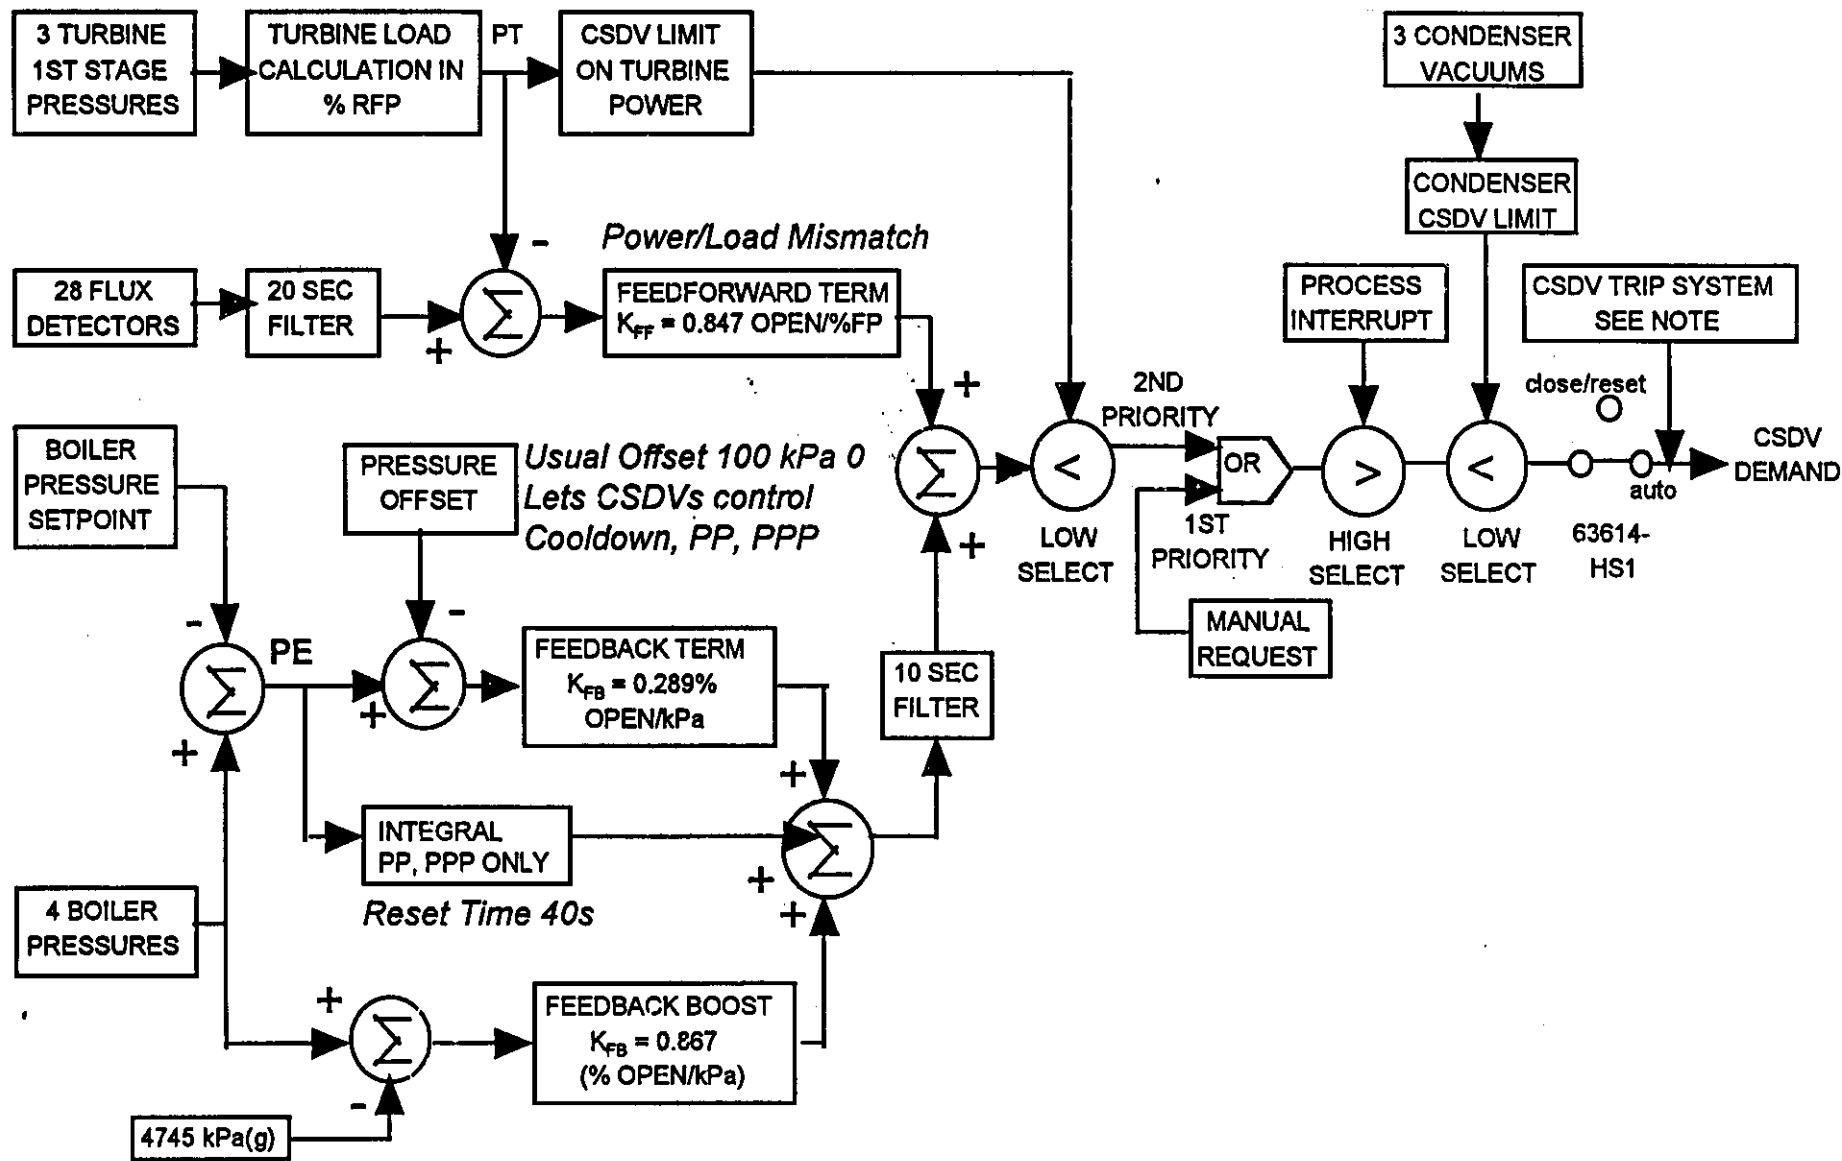 3 TURBINE
1ST STAGE
PRESSURES
TURBINE LOAD
CALCULATION IN
% RFP
PT
CSDV LIMIT
ON TURBINE
POWER
3 CONDENSER
VACUUMS
CONDENSER
CSDV LIMIT
-
Power/Load Mismatch
28 FLUX
DETECTORS
20 SEC
FILTER
+
Σ
FEEDFORWARD TERM
KFF = 0.847 OPEN/%FP
PROCESS
INTERRUPT
CSDV TRIP SYSTEM
SEE NOTE
close/reset
+
2ND
PRIORITY
BOILER
PRESSURE
SETPOINT
PRESSURE
OFFSET
Usual Offset 100 kPa 0
Lets CSDVs control
Cooldown, PP, PPP
Σ
<
OR
>
<
auto
CSDV
DEMAND
+
LOW
SELECT
1ST
PRIORITY
HIGH
SELECT
LOW
SELECT
63614-
HS1
MANUAL
REQUEST
-
-
PE
Σ
+
+
Σ
FEEDBACK TERM
KFB = 0.289%
OPEN/kPa
10 SEC
FILTER
+
INTEGRAL
PP, PPP ONLY
Σ
+
Reset Time 40s
+
4 BOILER
PRESSURES
+
Σ
FEEDBACK BOOST
KFB = 0.867
(% OPEN/kPa)
-
4745 kPa(g)